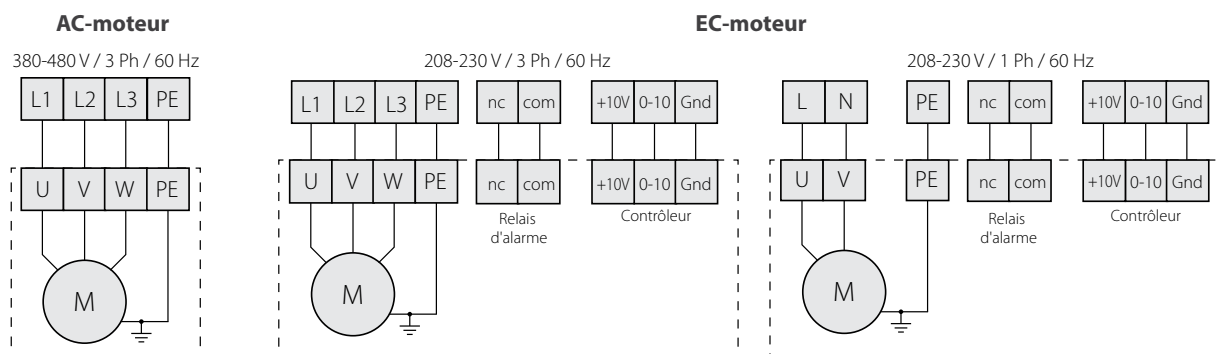 AC-moteur
EC-moteur
380-480 V / 3 Ph / 60 Hz
208-230 V / 3 Ph / 60 Hz
208-230 V / 1 Ph / 60 Hz
L1 L2 L3 PE
L1 L2 L3 PE
nc com
+10V 0-10 Gnd
L N
PE
nc com
+10V 0-10 Gnd
U V W PE
U V W PE
nc com
+10V 0-10 Gnd
U V
PE
nc com
+10V 0-10 Gnd
Relais
d'alarme
Contrôleur
Relais
d'alarme
Contrôleur
M
M
M